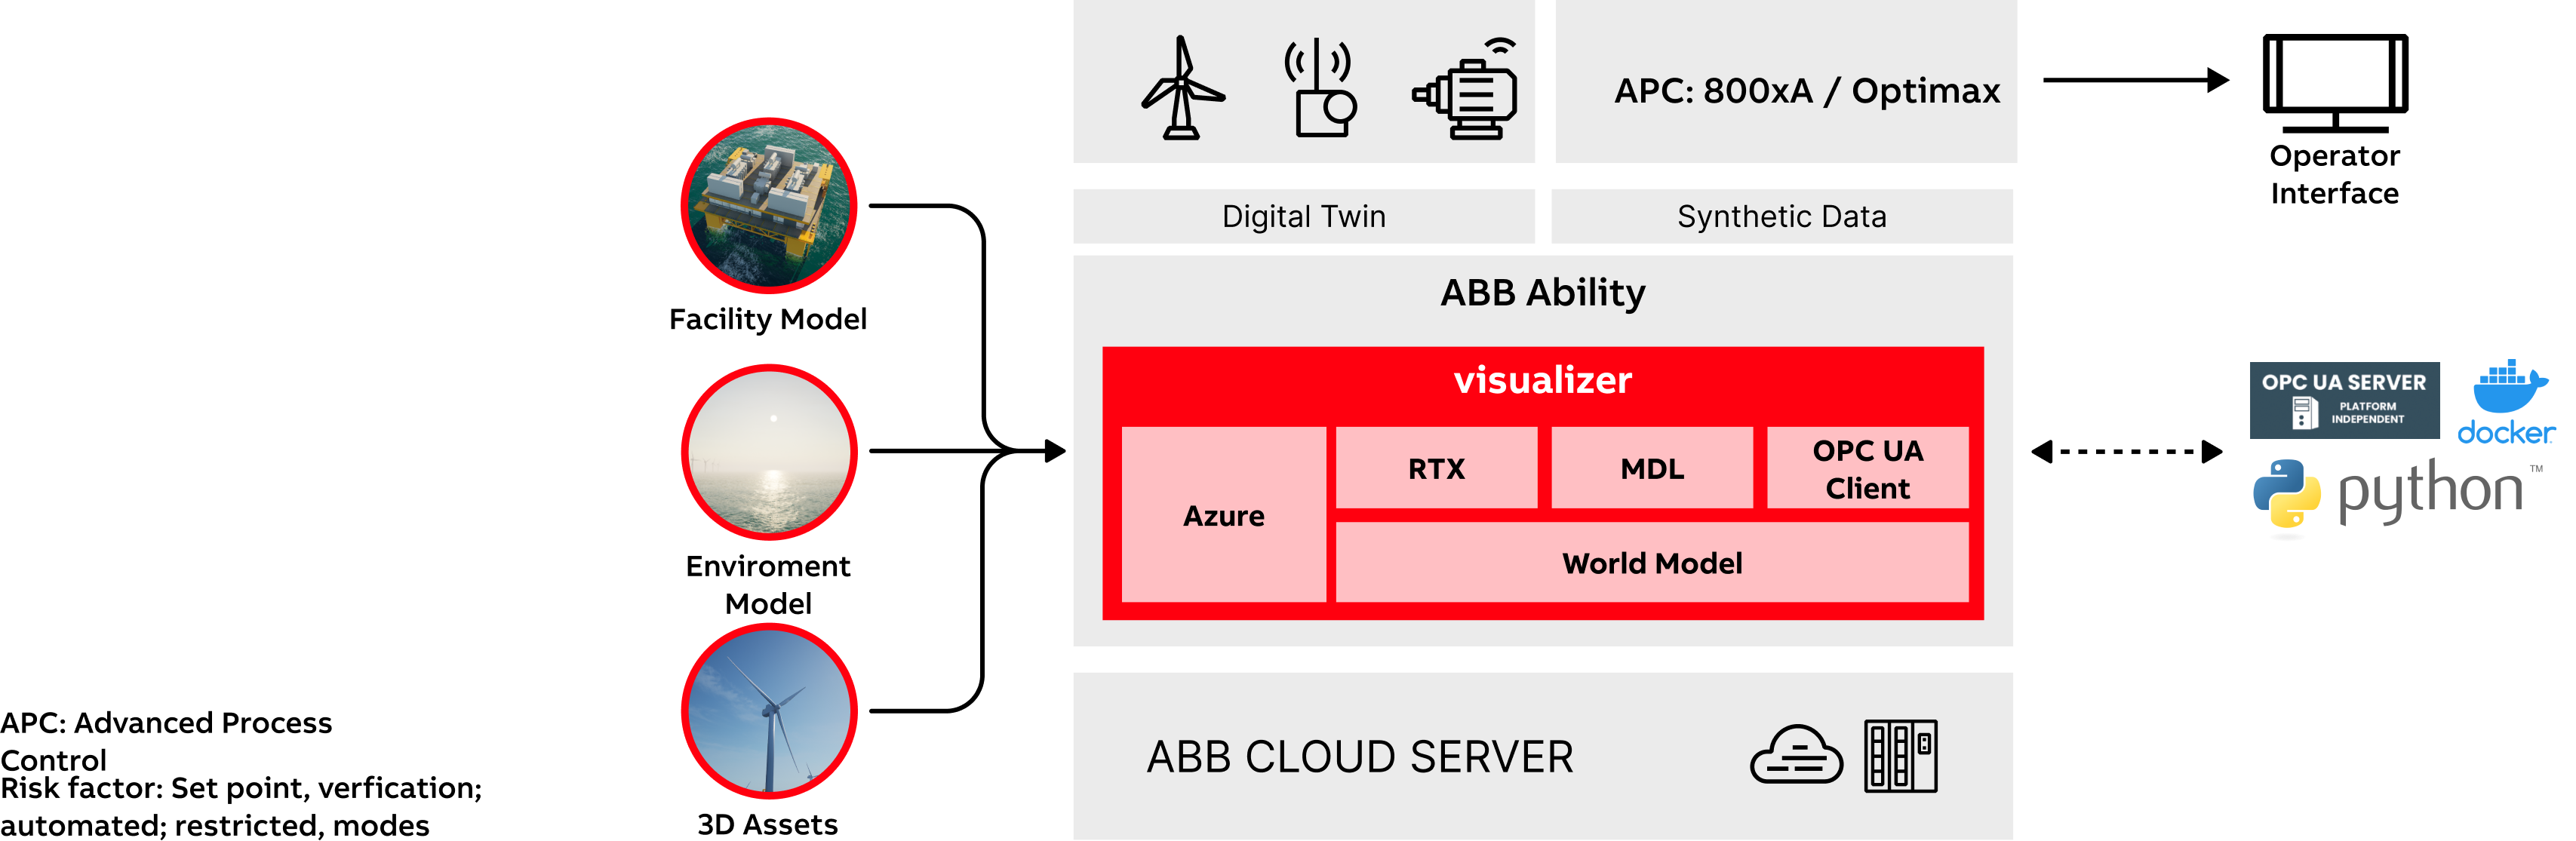 APC: 800xA / Optimax
Operator
Interface
Digital Twin
Synthetic Data
Facility Model
ABB Ability
visualizer
Azure
RTX
MDL
OPC UA
Client
World Model
OPC UA SERVER
PLATFORM
INDEPENDENT
docker
python™
Enviroment
Model
3D Assets
ABB CLOUD SERVER
APC: Advanced Process
Control
Risk factor: Set point, verfication;
automated; restricted, modes